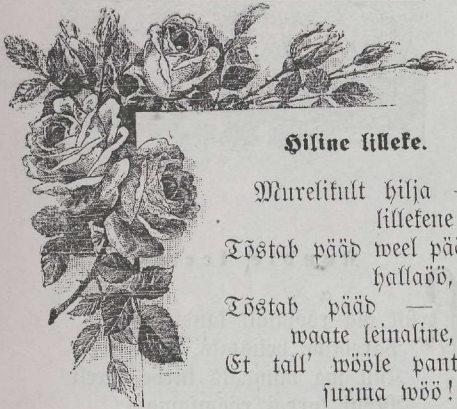 Hiline lilleke.
Murelikult hilja —
lillekene
Tõstab pääd weel
hallaöö,
Tõstab pääd —
waate leinaline,
Et tall' wööle
surma wöö!